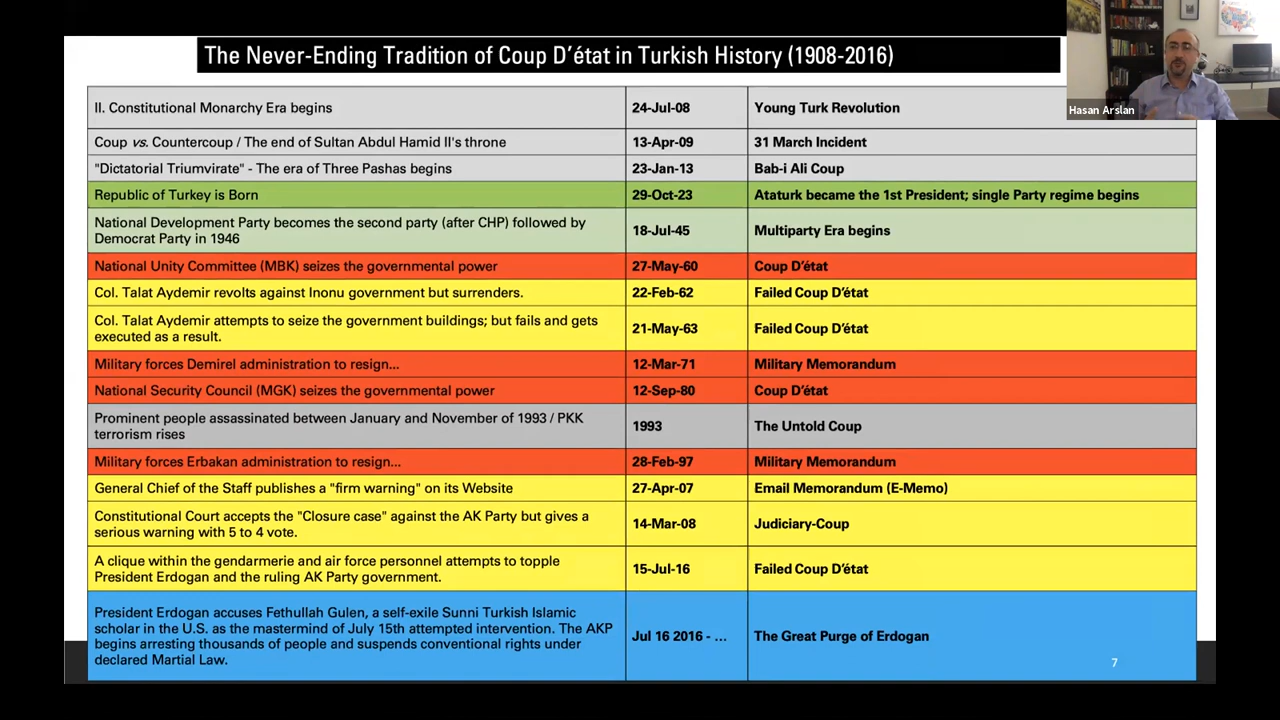 The Never-Ending Tradition of Coup D'état in Turkish History (1908-2016)
Hasan Arslan
II. Constitutional Monarchy Era begins
24-Jul-08
Young Turk Revolution
Coup vs. Countercoup / The end of Sultan Abdul Hamid II's throne
13-Apr-09
31 March Incident
"Dictatorial Triumvirate" - The era of Three Pashas begins
23-Jan-13
Bab-i Ali Coup
Republic of Turkey is Born
29-Oct-23
Ataturk became the 1st President; single Party regime begins
National Development Party becomes the second party (after CHP) followed by
Democrat Party in 1946
18-Jul-45
Multiparty Era begins
National Unity Committee (MBK) seizes the governmental power
27-May-60
Coup D'état
Col. Talat Aydemir revolts against Inonu government but surrenders.
22-Feb-62
Failed Coup D'état
Col. Talat Aydemir attempts to seize the government buildings; but fails and gets
executed as a result.
21-May-63
Failed Coup D'état
Military forces Demirel administration to resign...
12-Mar-71
Military Memorandum
National Security Council (MGK) seizes the governmental power
12-Sep-80
Coup D'état
Prominent people assassinated between January and November of 1993 / PKK
terrorism rises
1993
The Untold Coup
Military forces Erbakan administration to resign...
28-Feb-97
Military Memorandum
General Chief of the Staff publishes a "firm warning" on its Website
27-Apr-07
Email Memorandum (E-Memo)
Constitutional Court accepts the "Closure case" against the AK Party but gives a
serious warning with 5 to 4 vote.
14-Mar-08
Judiciary-Coup
A clique within the gendarmerie and air force personnel attempts to topple
President Erdogan and the ruling AK Party government.
15-Jul-16
Failed Coup D'état
President Erdogan accuses Fethullah Gulen, a self-exile Sunni Turkish Islamic
scholar in the U.S. as the mastermind of July 15th attempted intervention. The AKP
begins arresting thousands of people and suspends conventional rights under
declared Martial Law.
Jul 16 2016 - ...
The Great Purge of Erdogan
7